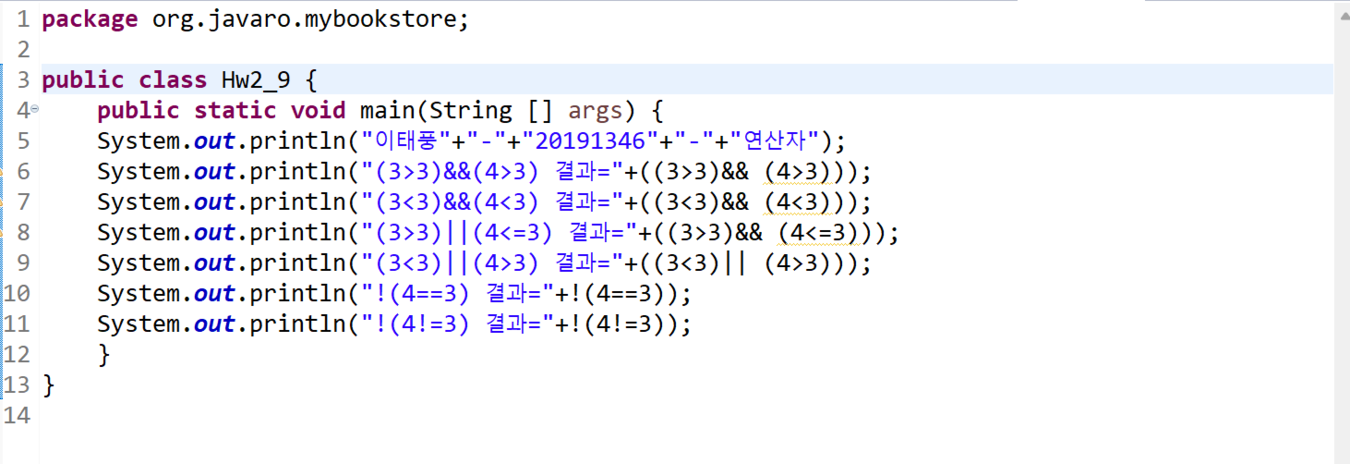 1 package org.javaro.mybookstore;
2
3 public class Hw2_9 {
4 public static void main(String [] args) {
5 System.out.println("이태풍"+"-"+"20191346"+"-"+"연산자");
6 System.out.println("(3>3)&&(4>3) 결과="+((3>3)&& (4>3)));
7 System.out.println("(3<3)&&(4<3) 결과="+((3<3)&& (4<3)));
8 System.out.println("(3>3)||(4<=3) 결과="+((3>3)&& (4<=3)));
9 System.out.println("(3<3)||(4>3) 결과="+((3<3)|| (4>3)));
10 System.out.println("!(4==3) 결과="+!(4==3));
11 System.out.println("!(4!=3) 결과="+!(4!=3));
12 }
13 }
14